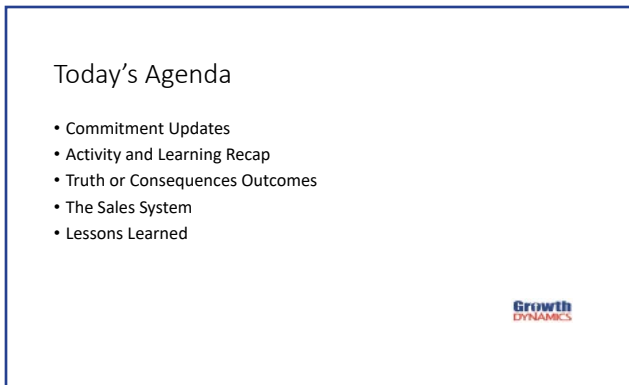 Today’s Agenda
• Commitment Updates
• Activity and Learning Recap
• Truth or Consequences Outcomes
• The Sales System
• Lessons Learned
Growth
DYNAMICS